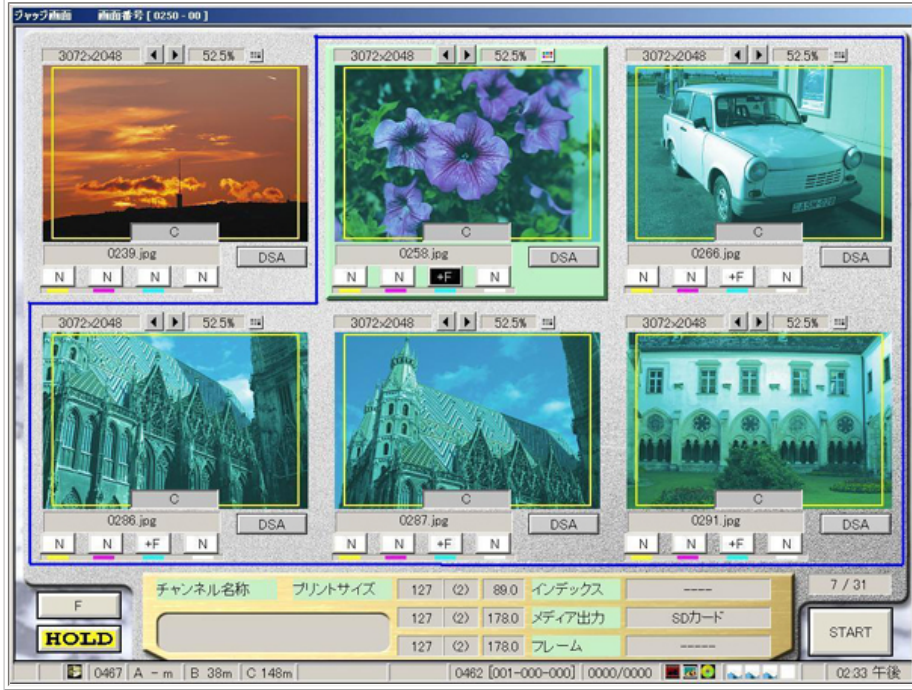 ジャッジ画面 画面番号 [ 0250 - 00 ]
3072x2048 52.5% 3072x2048 52.5% 3072x2048 52.5%
C C C
0239.jpg DSA 0258.jpg DSA 0266.jpg DSA
N N N N N N +F N N N +F N
3072x2048 52.5% 3072x2048 52.5% 3072x2048 52.5%
C C C
0286.jpg DSA 0287.jpg DSA 0291.jpg DSA
N N +F N N N +F N N N +F N
F チャンネル名称 プリントサイズ 127 (2) 89.0 インデックス ---- 7 / 31
HOLD 127 (2) 178.0 メディア出力 SDカード START
127 (2) 178.0 フレーム -----
0467 A - m B 38m C 148m 0462 [001-000-000] 0000/0000 02:33 午後